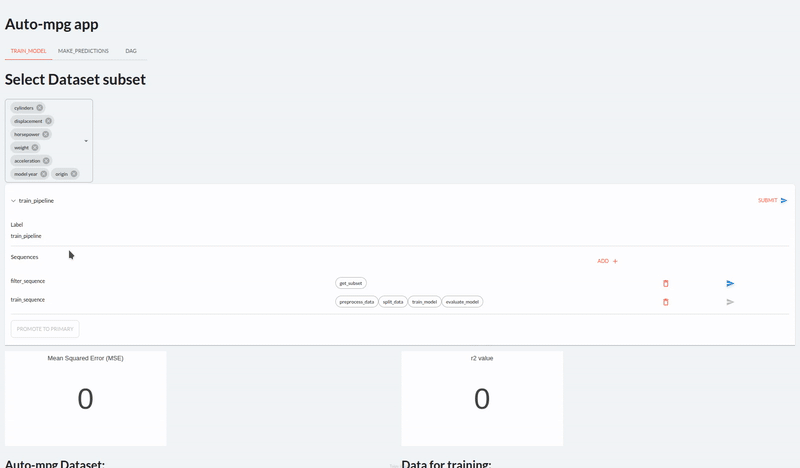 Auto-mpg app
TRAIN_MODEL MAKE_PREDICTIONS DAG
Select Dataset subset
cylinders
displacement
horsepower
weight
acceleration
model-year origin
train_pipeline SUBMIT
Label
train_pipeline
Sequences
ADD +
filter_sequence get_subset
train_sequence preprocess_data split_data train_model evaluate_model
PROMOTE TO PRIMARY
Mean Squared Error (MSE) r2 value
0 0
Auto-mpg Dataset: Data for training: